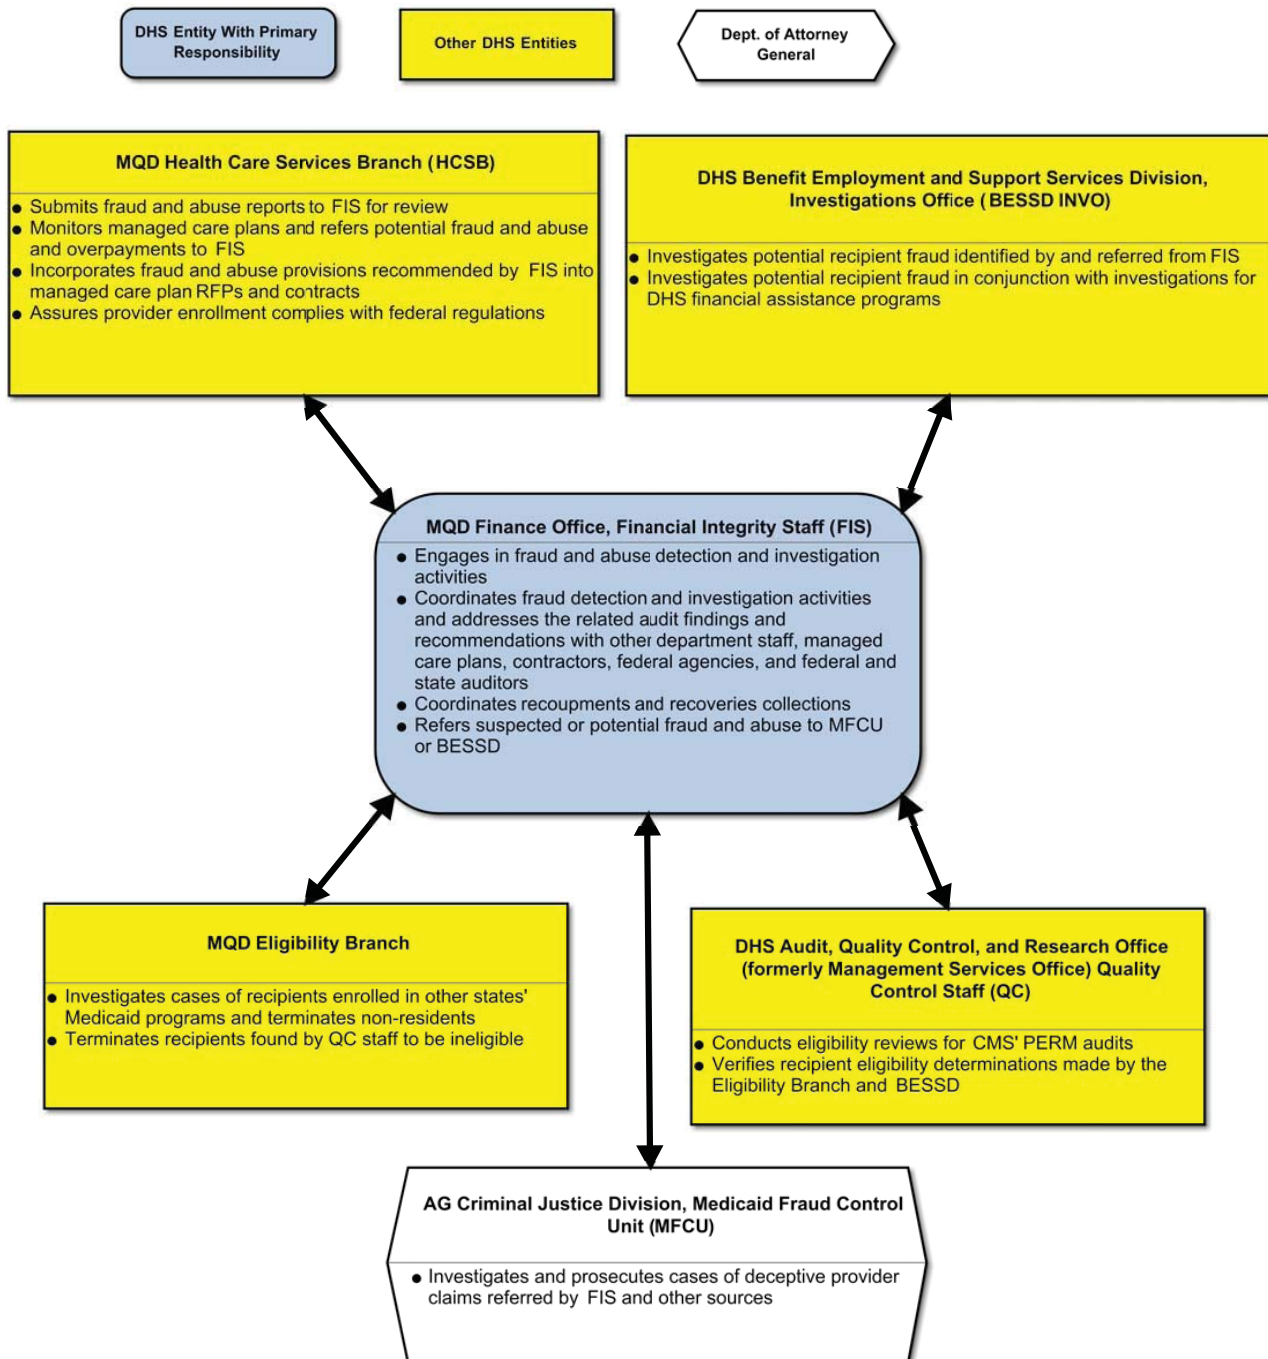 DHS Entity With Primary
Responsibility
Other DHS Entities
Dept. of Attorney
General
MQD Health Care Services Branch (HCSB)
● Submits fraud and abuse reports to FIS for review
● Monitors managed care plans and refers potential fraud and abuse
and overpayments to FIS
● Incorporates fraud and abuse provisions recommended by FIS into
managed care plan RFPs and contracts
● Assures provider enrollment complies with federal regulations
DHS Benefit Employment and Support Services Division,
Investigations Office (BESSD INVO)
● Investigates potential recipient fraud identified by and referred from FIS
● Investigates potential recipient fraud in conjunction with investigations for
DHS financial assistance programs
MQD Finance Office, Financial Integrity Staff (FIS)
● Engages in fraud and abuse detection and investigation
activities
● Coordinates fraud detection and investigation activities
and addresses the related audit findings and
recommendations with other department staff, managed
care plans, contractors, federal agencies, and federal and
state auditors
● Coordinates recoupments and recoveries collections
● Refers suspected or potential fraud and abuse to MFCU
or BESSD
MQD Eligibility Branch
● Investigates cases of recipients enrolled in other states'
Medicaid programs and terminates non-residents
● Terminates recipients found by QC staff to be ineligible
DHS Audit, Quality Control, and Research Office
(formerly Management Services Office) Quality
Control Staff (QC)
● Conducts eligibility reviews for CMS' PERM audits
● Verifies recipient eligibility determinations made by the
Eligibility Branch and BESSD
AG Criminal Justice Division, Medicaid Fraud Control
Unit (MFCU)
● Investigates and prosecutes cases of deceptive provider
claims referred by FIS and other sources